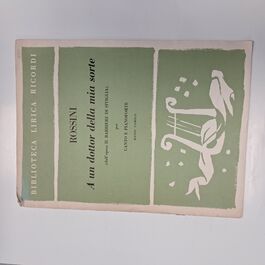 BIBLIOTECA LIRICA RICORDI
ROSSINI
A un dottor della mia sorte
(dall'opera IL BARBIERE DI SIVIGLIA)
per
CANTO E PIANOFORTE